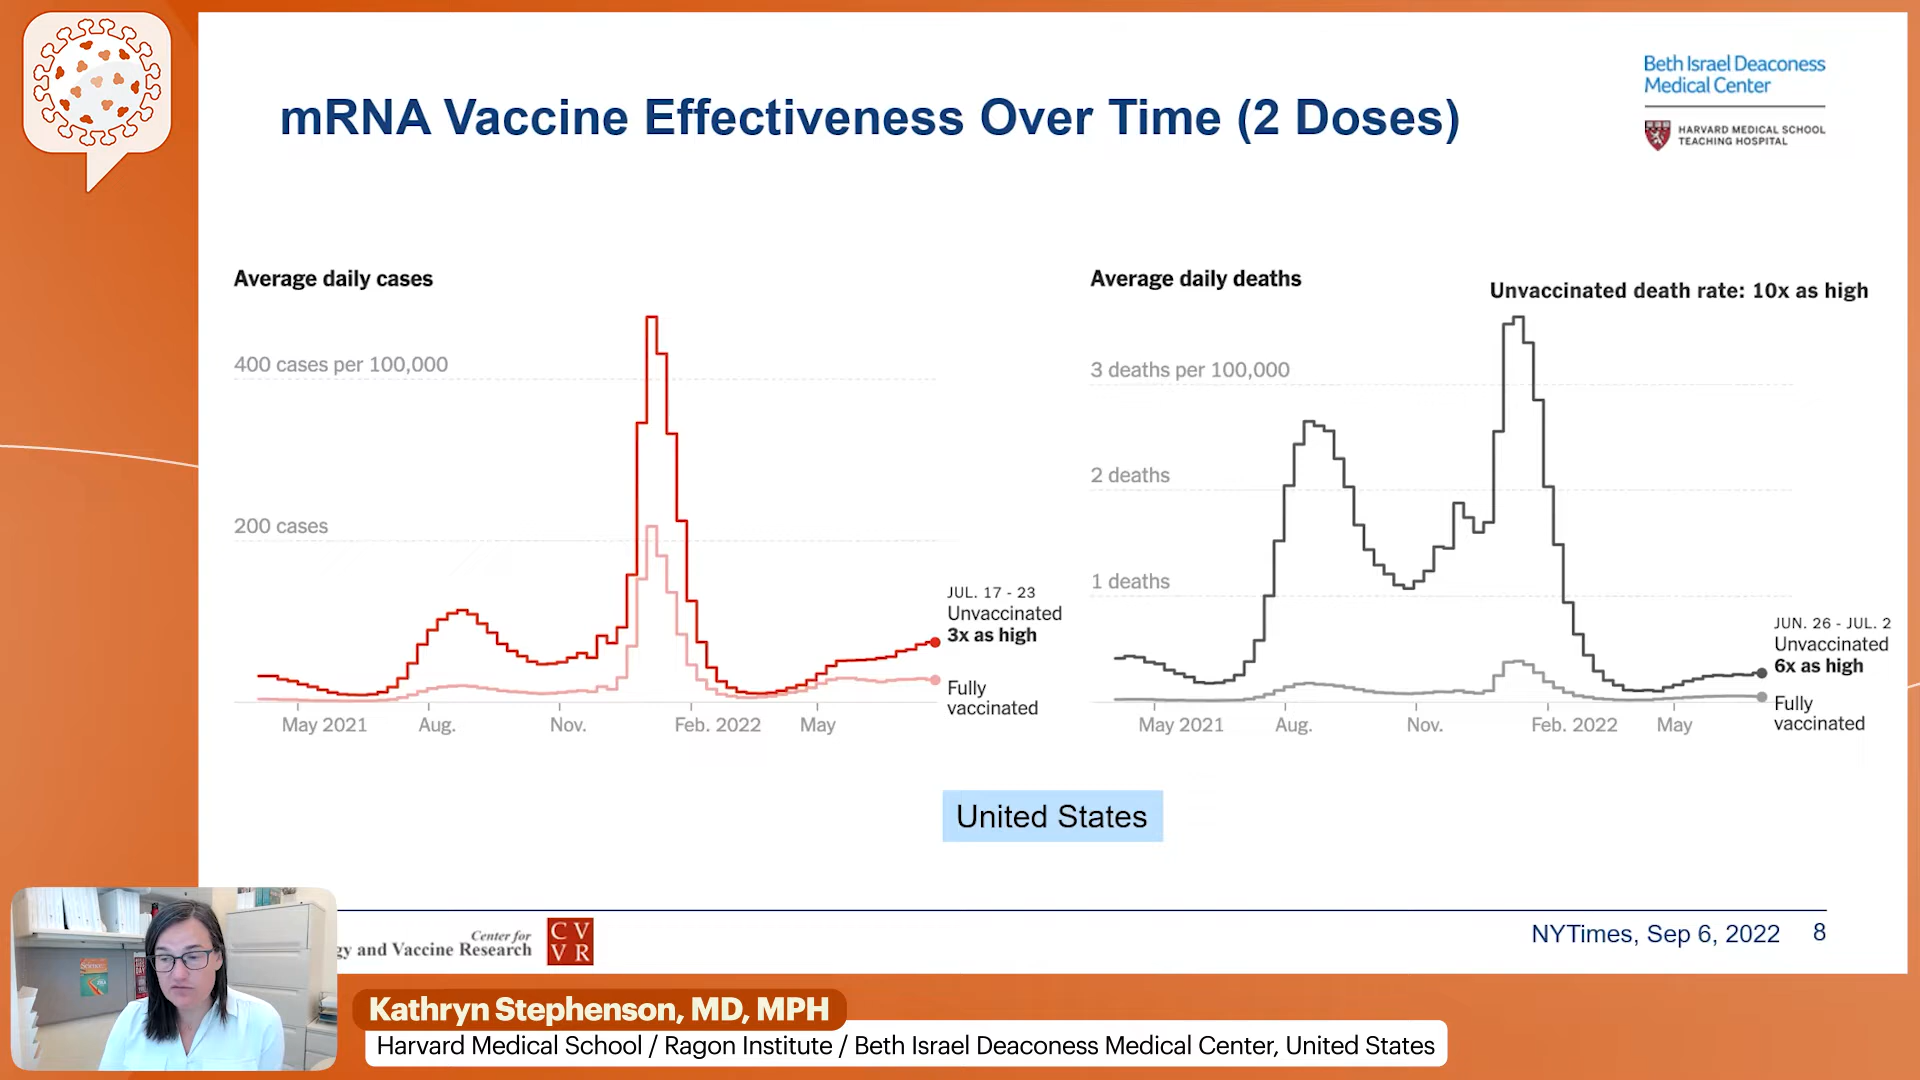 Beth Israel Deaconess
Medical Center
HARVARD MEDICAL SCHOOL
TEACHING HOSPITAL
mRNA Vaccine Effectiveness Over Time (2 Doses)
Average daily cases
400 cases per 100,000
200 cases
JUL. 17 - 23
Unvaccinated
3x as high
Fully
vaccinated
May 2021 Aug. Nov. Feb. 2022 May
Average daily deaths
Unvaccinated death rate: 10x as high
3 deaths per 100,000
2 deaths
1 deaths
JUN. 26 - JUL. 2
Unvaccinated
6x as high
Fully
vaccinated
May 2021 Aug. Nov. Feb. 2022 May
United States
Center for
gy and Vaccine Research
CV
VR
NYTimes, Sep 6, 2022 8
Kathryn Stephenson, MD, MPH
Harvard Medical School / Ragon Institute / Beth Israel Deaconess Medical Center, United States